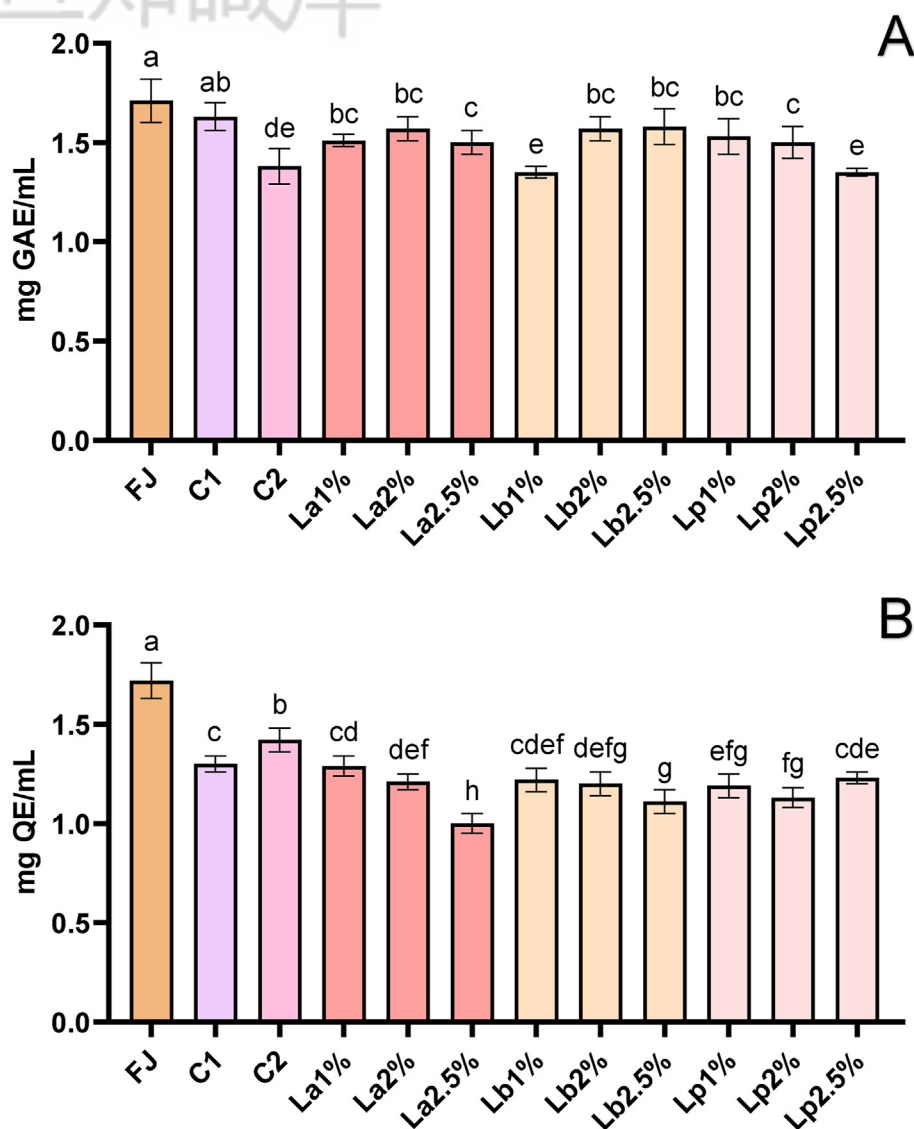 A
2.0
1.5
1.0
0.5
0.0
mg GAE/mL
a
ab
de
bc
bc
c
e
bc
bc
bc
c
e
FJ
C1
C2
La1%
La2%
La2.5%
Lb1%
Lb2%
Lb2.5%
Lp1%
Lp2%
Lp2.5%
B
2.0
1.5
1.0
0.5
0.0
mg QE/mL
a
c
b
cd
def
h
cdef
defg
g
efg
fg
cde
FJ
C1
C2
La1%
La2%
La2.5%
Lb1%
Lb2%
Lb2.5%
Lp1%
Lp2%
Lp2.5%